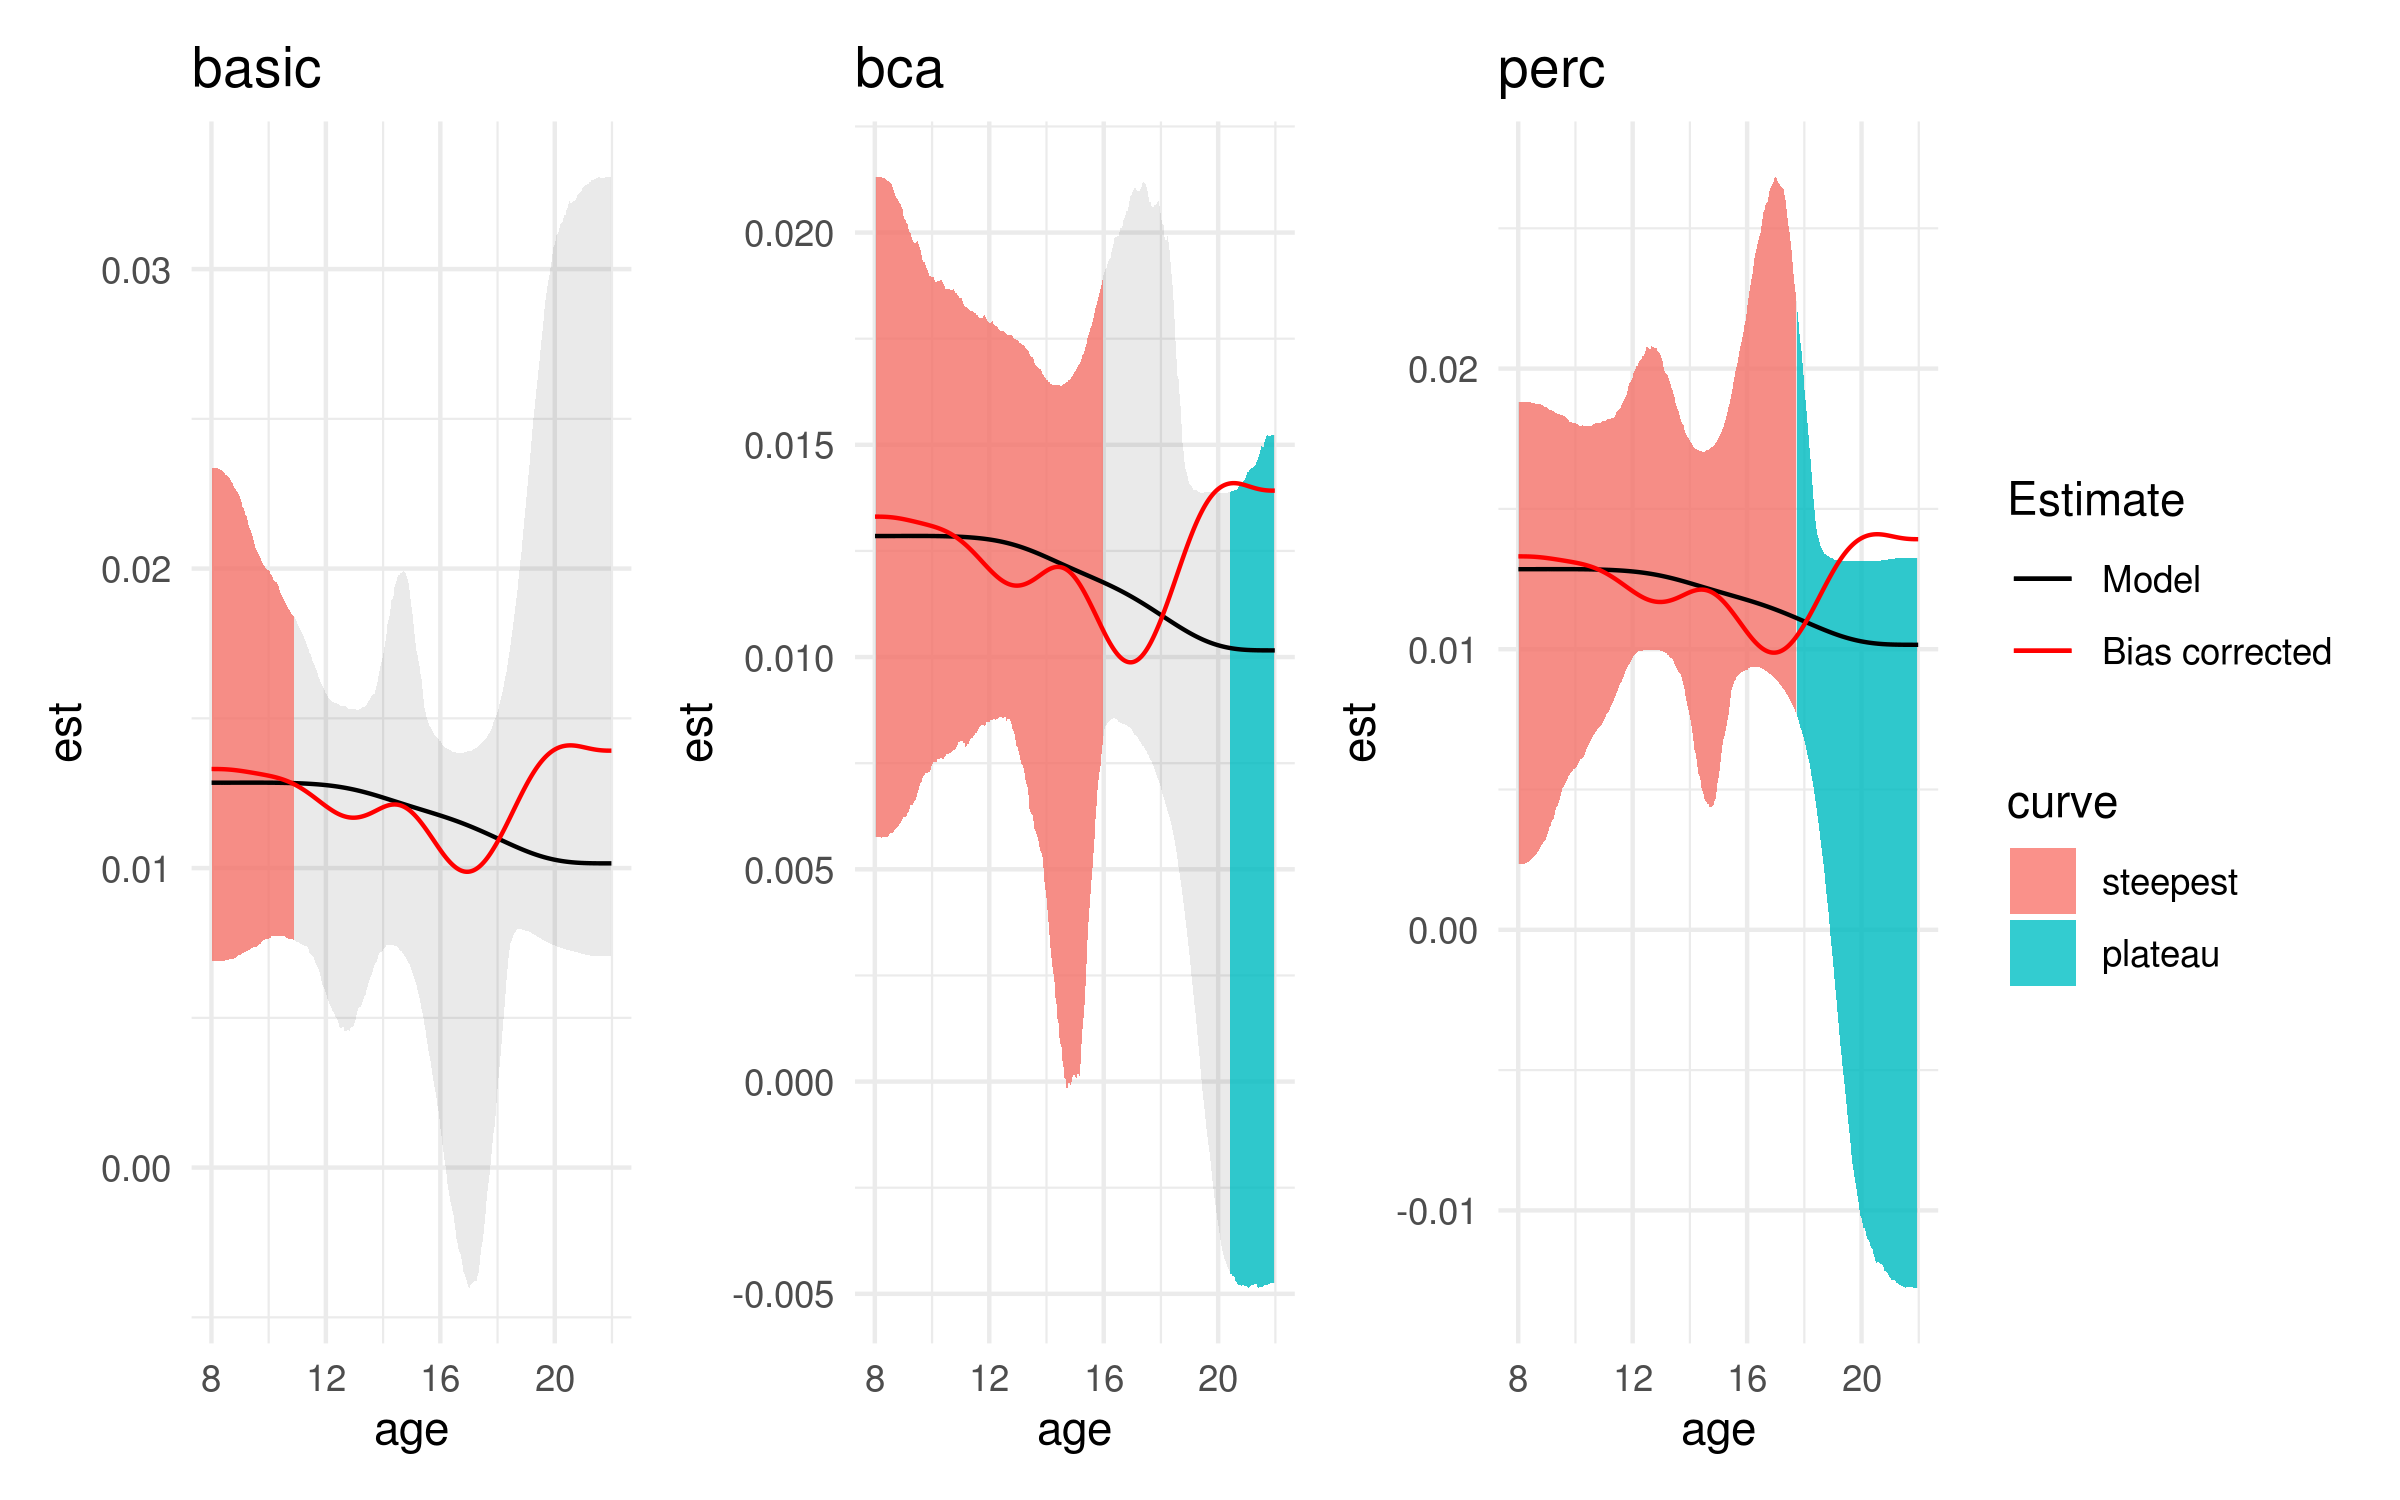 basic
bca
perc
0.03
0.02
0.01
0.00
est
8 12 16 20
age
0.020
0.015
0.010
0.005
0.000
-0.005
est
8 12 16 20
age
0.02
0.01
0.00
-0.01
est
8 12 16 20
age
Estimate
Model
Bias corrected
curve
steepest
plateau